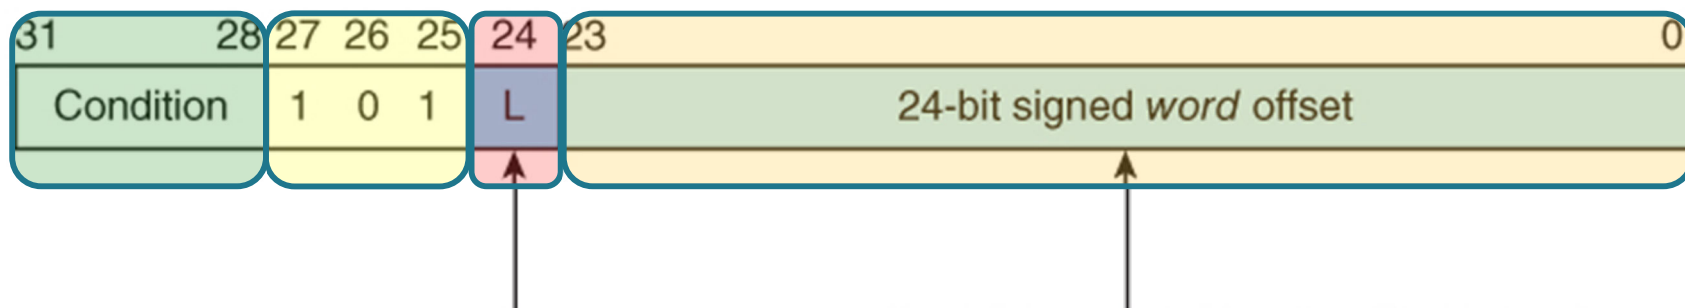 31 28 27 26 25 24 23 0
Condition 1 0 1 L 24-bit signed word offset